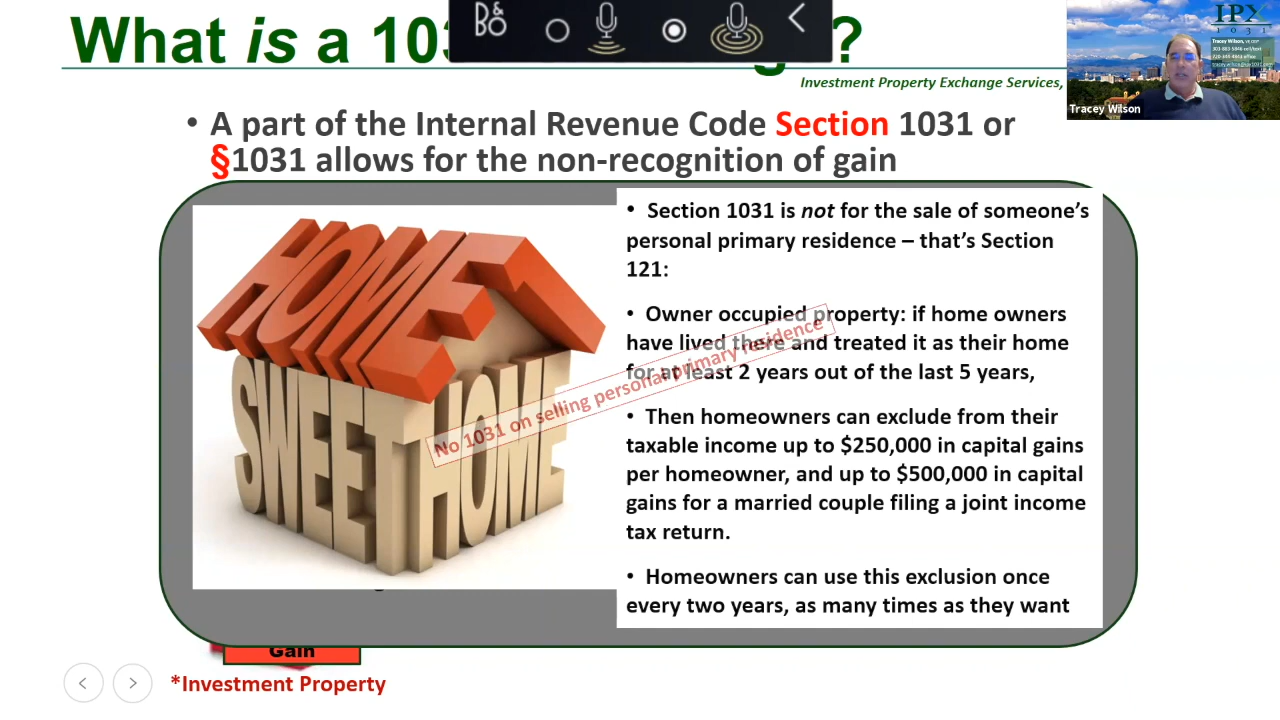 What is a 103
?
B&O
IPX
1031
Tracey Wilson
Investment Property Exchange Services,
Tracey Wilson
• A part of the Internal Revenue Code Section 1031 or
§1031 allows for the non-recognition of gain
HOME
SWEET HOME
No 1031 on selling personal primary residence
• Section 1031 is not for the sale of someone's
personal primary residence – that's Section
121:
• Owner occupied property: if home owners
have lived there and treated it as their home
for at least 2 years out of the last 5 years,
• Then homeowners can exclude from their
taxable income up to $250,000 in capital gains
per homeowner, and up to $500,000 in capital
gains for a married couple filing a joint income
tax return.
• Homeowners can use this exclusion once
every two years, as many times as they want
Gain
*Investment Property